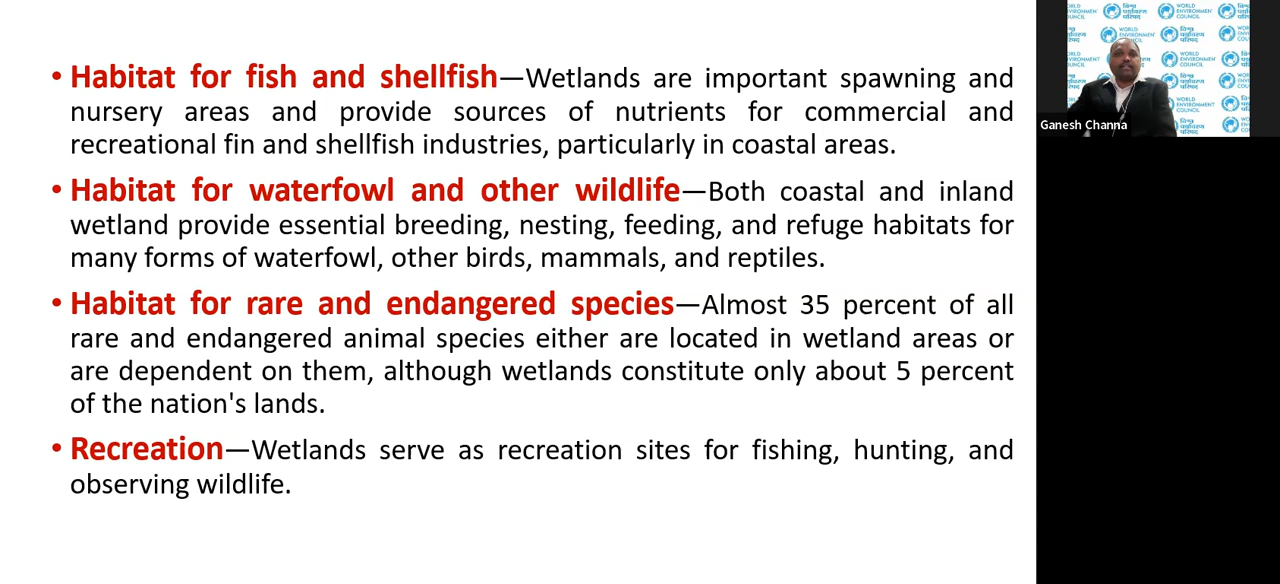 • Habitat for fish and shellfish—Wetlands are important spawning and
nursery areas and provide sources of nutrients for commercial and
recreational fin and shellfish industries, particularly in coastal areas.
• Habitat for waterfowl and other wildlife—Both coastal and inland
wetland provide essential breeding, nesting, feeding, and refuge habitats for
many forms of waterfowl, other birds, mammals, and reptiles.
• Habitat for rare and endangered species—Almost 35 percent of all
rare and endangered animal species either are located in wetland areas or
are dependent on them, although wetlands constitute only about 5 percent
of the nation's lands.
• Recreation—Wetlands serve as recreation sites for fishing, hunting, and
observing wildlife.
विश्व
पर्यावरण
परिषद
WORLD
ENVIRONMENT
COUNCIL
Ganesh Channa